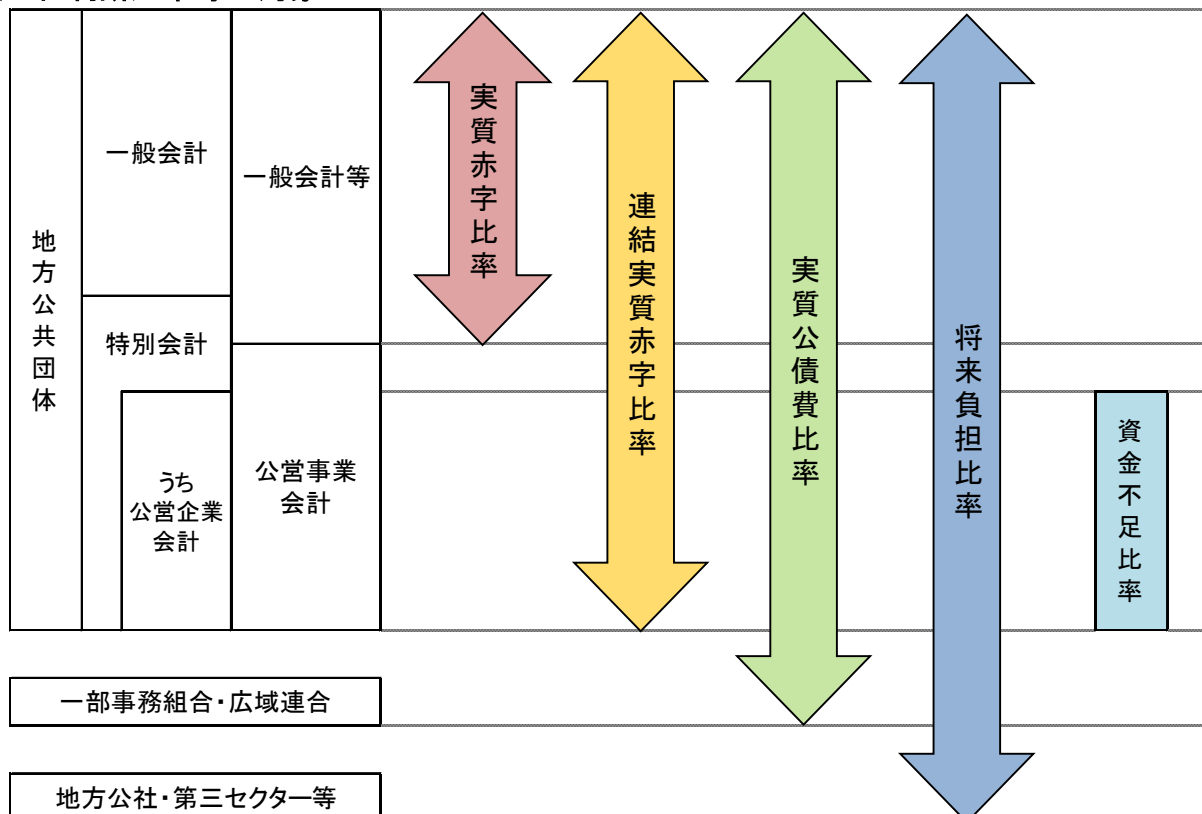 地方公共団体
一般会計
特別会計
うち
公営企業
会計
一般会計等
公営事業
会計
実質赤字比率
連結実質赤字比率
実質公債費比率
将来負担比率
資金不足比率
一部事務組合・広域連合
地方公社・第三セクター等